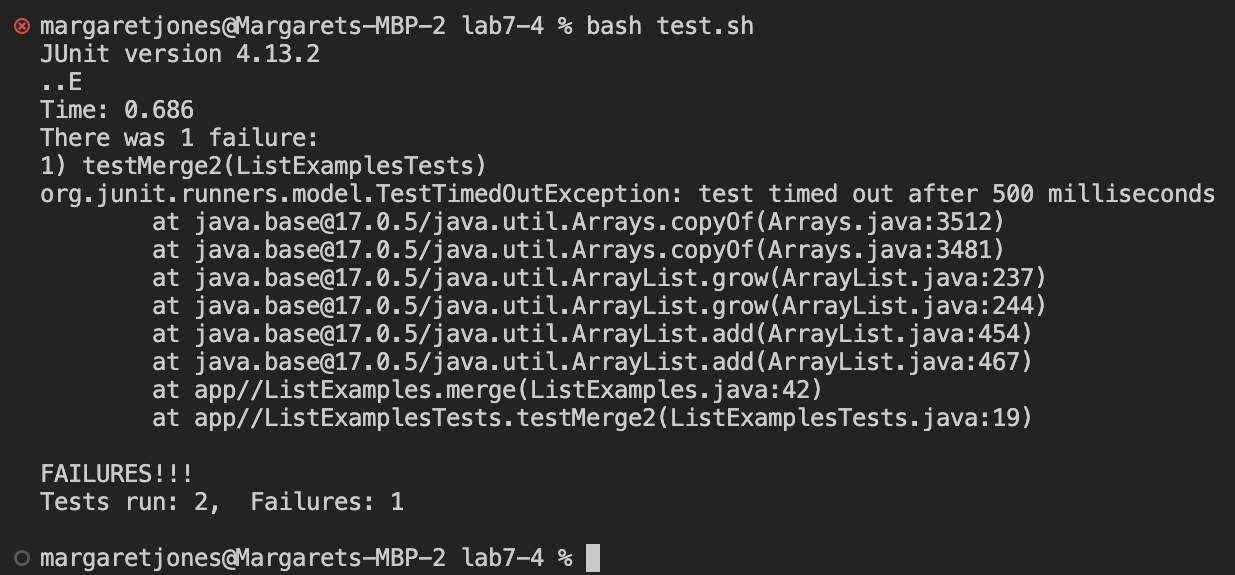 margaretjones@Margarets-MBP-2 lab7-4 % bash test.sh
JUnit version 4.13.2
..E
Time: 0.686
There was 1 failure:
1) testMerge2(ListExamplesTests)
org.junit.runners.model.TestTimedOutException: test timed out after 500 milliseconds
        at java.base@17.0.5/java.util.Arrays.copyOf(Arrays.java:3512)
        at java.base@17.0.5/java.util.Arrays.copyOf(Arrays.java:3481)
        at java.base@17.0.5/java.util.ArrayList.grow(ArrayList.java:237)
        at java.base@17.0.5/java.util.ArrayList.grow(ArrayList.java:244)
        at java.base@17.0.5/java.util.ArrayList.add(ArrayList.java:454)
        at java.base@17.0.5/java.util.ArrayList.add(ArrayList.java:467)
        at app//ListExamples.merge(ListExamples.java:42)
        at app//ListExamplesTests.testMerge2(ListExamplesTests.java:19)

FAILURES!!!
Tests run: 2,  Failures: 1

margaretjones@Margarets-MBP-2 lab7-4 %